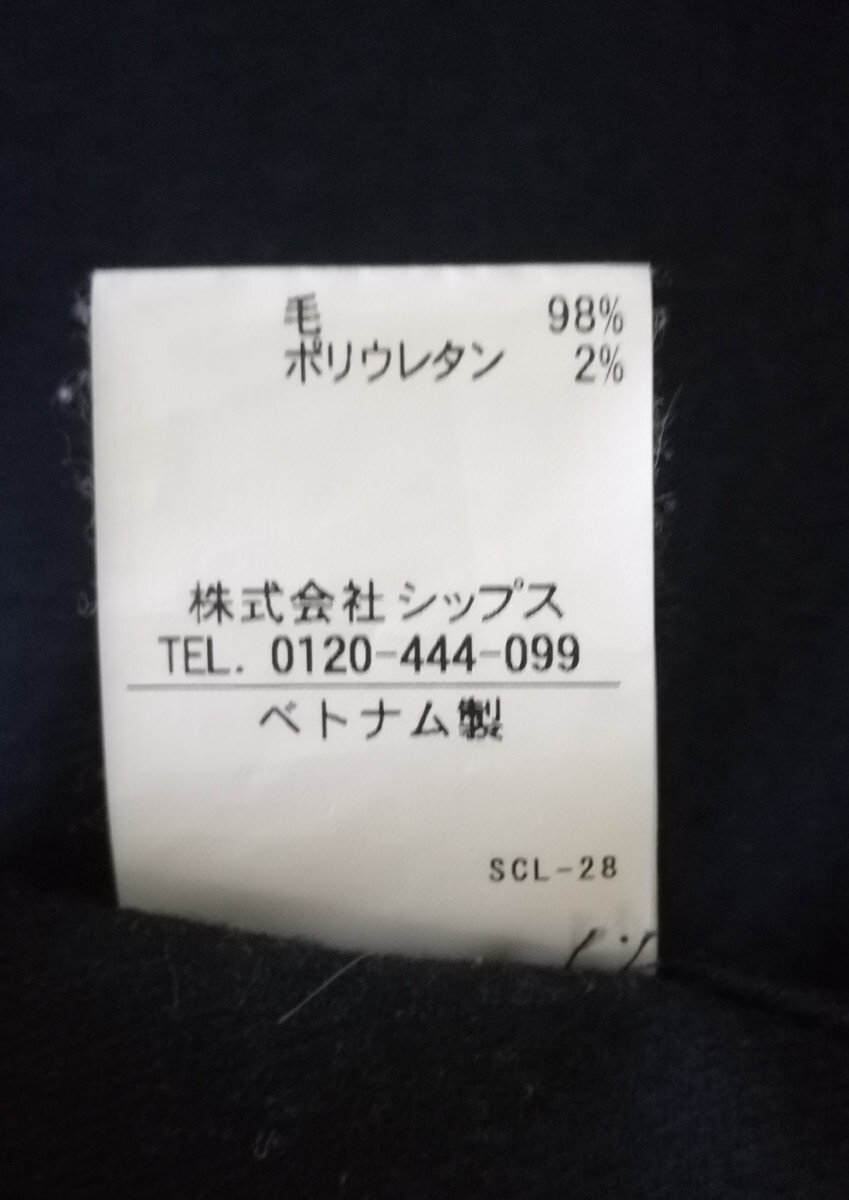 毛 98%
ポリウレタン 2%
株式会社シップス
TEL. 0120-444-099
ベトナム製
SCL-28